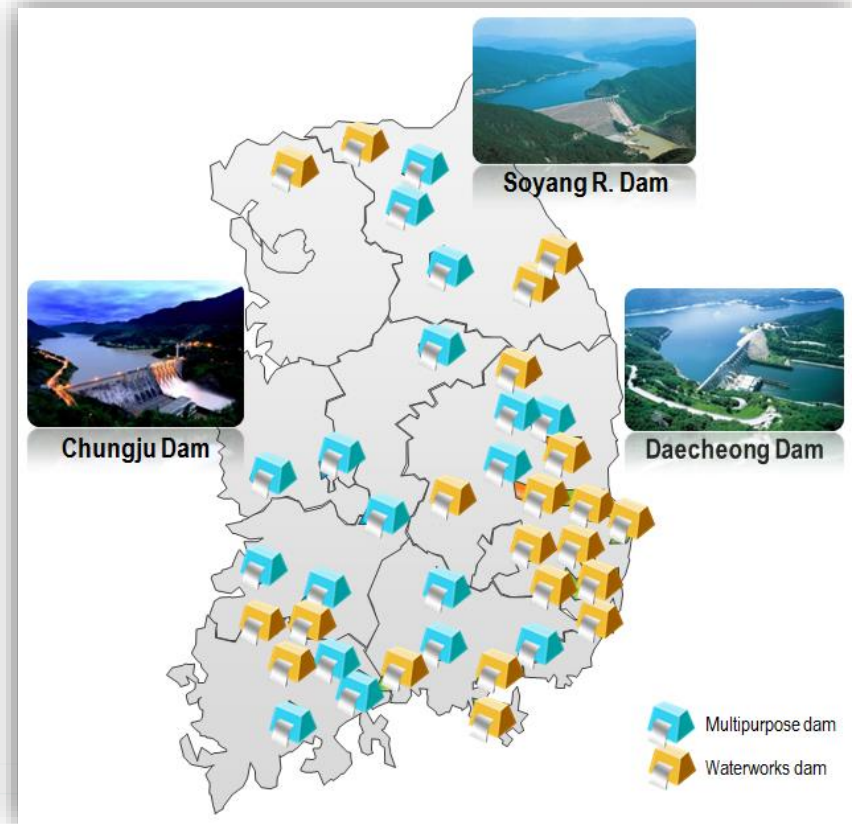 Soyang R. Dam
Chungju Dam
Daecheong Dam
Multipurpose dam
Waterworks dam